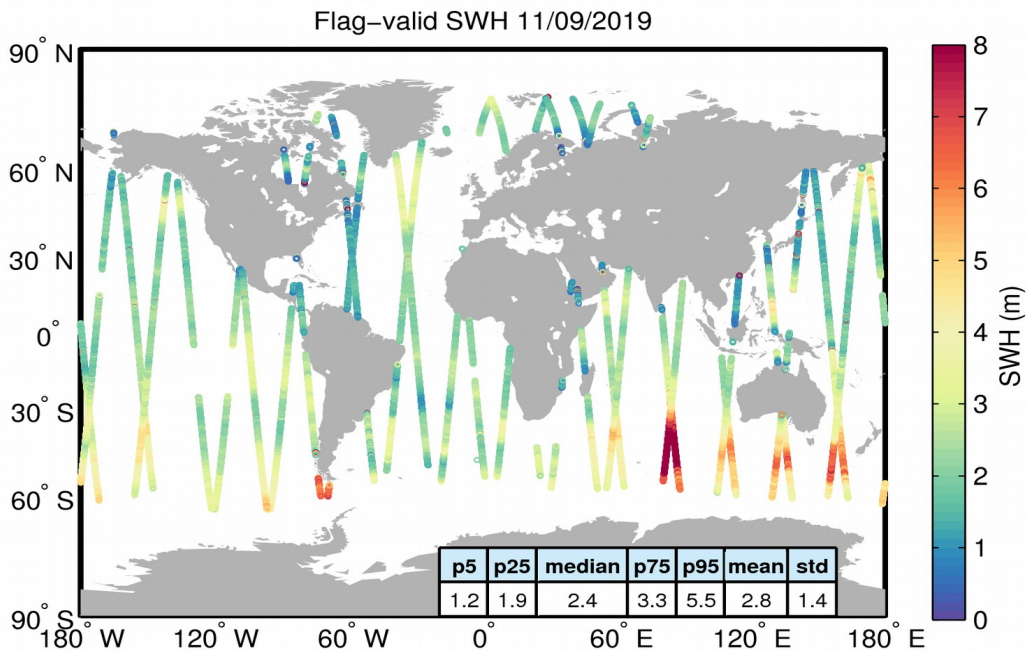 Flag−valid SWH 11/09/2019
90° N
60° N
30° N
0°
30° S
60° S
90° S
180° W
120° W
60° W
0°
60° E
120° E
180° E
p5 p25 median p75 p95 mean std
1.2 1.9 2.4 3.3 5.5 2.8 1.4
8
7
6
5
4
3
2
1
0
SWH (m)